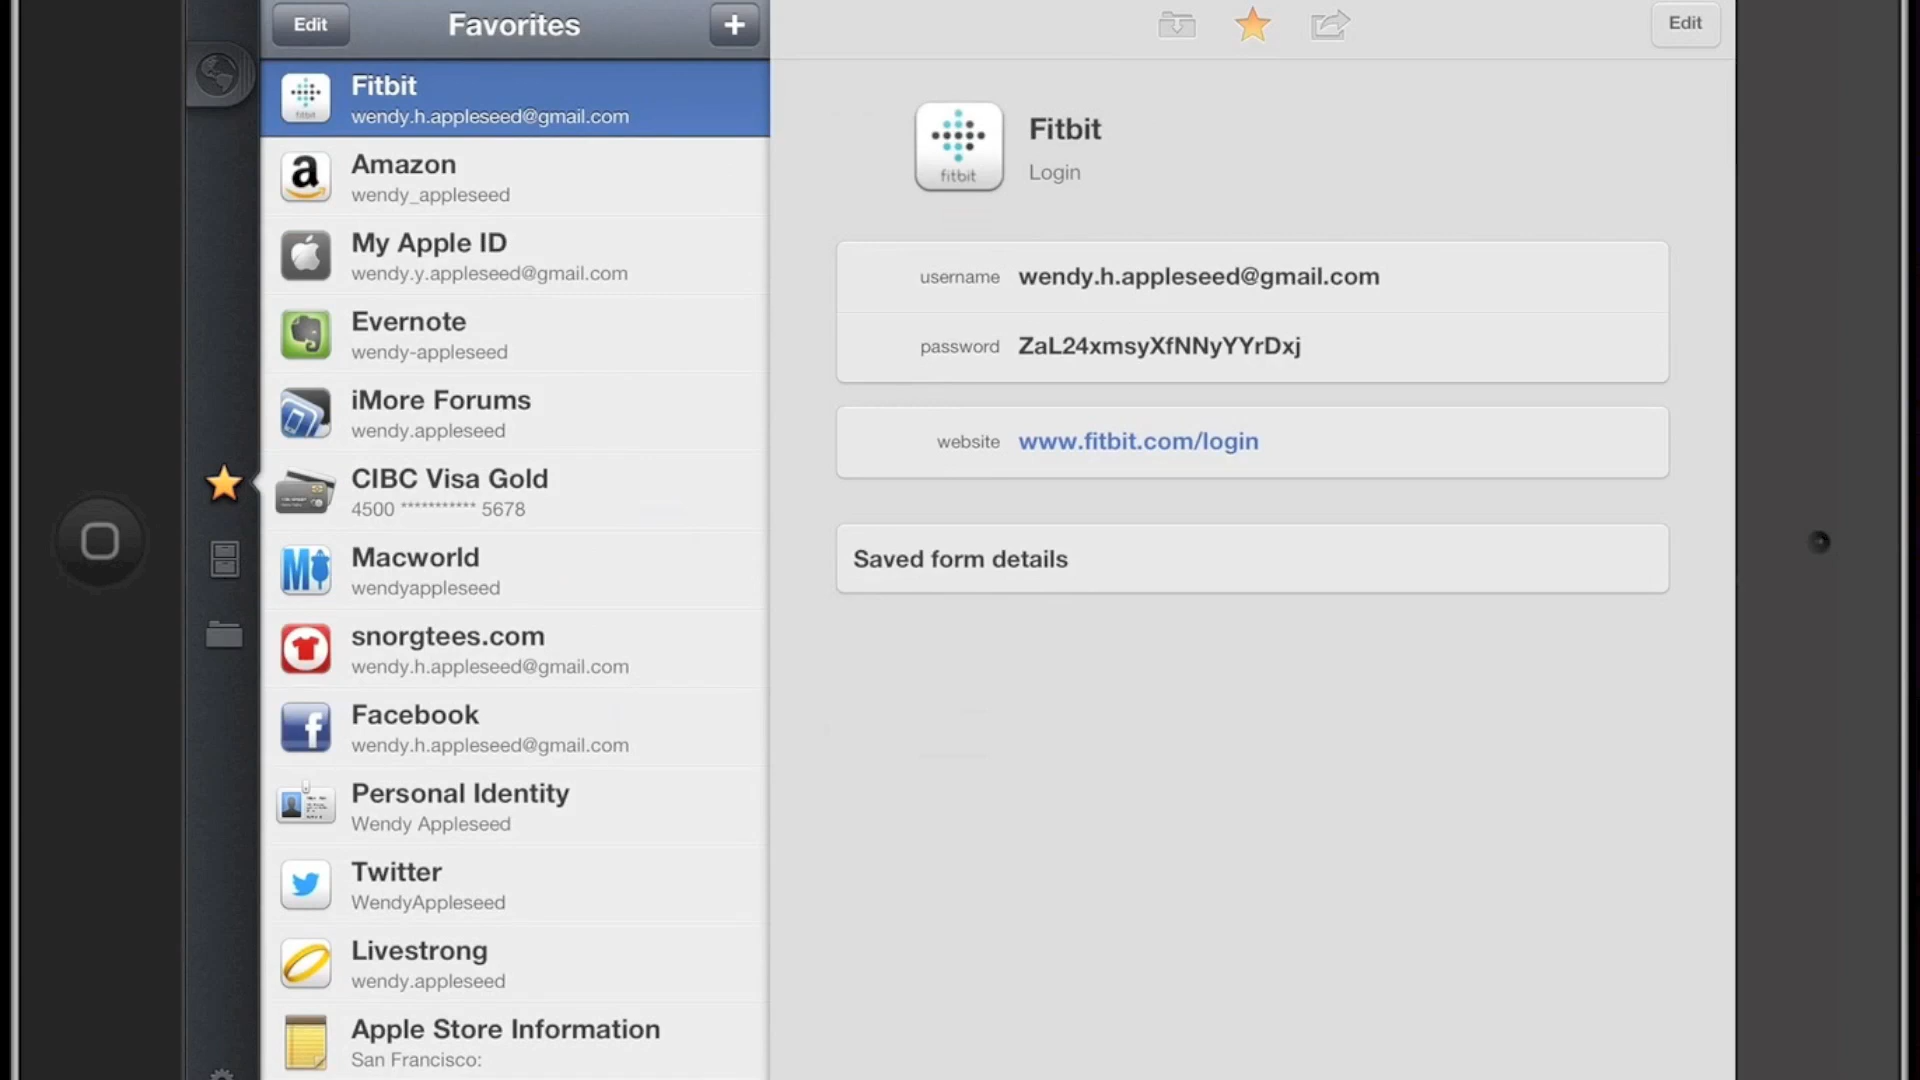 Edit
Favorites
+
Edit
Fitbit
wendy.h.appleseed@gmail.com
Amazon
wendy_appleseed
My Apple ID
wendy.y.appleseed@gmail.com
Evernote
wendy-appleseed
iMore Forums
wendy.appleseed
CIBC Visa Gold
4500 *********** 5678
Macworld
wendyappleseed
snorgtees.com
wendy.h.appleseed@gmail.com
Facebook
wendy.h.appleseed@gmail.com
Personal Identity
Wendy Appleseed
Twitter
WendyAppleseed
Livestrong
wendy.appleseed
Apple Store Information
San Francisco:
fitbit
Fitbit
Login
username wendy.h.appleseed@gmail.com
password ZaL24xmsyXfNNyYYrDxj
website www.fitbit.com/login
Saved form details